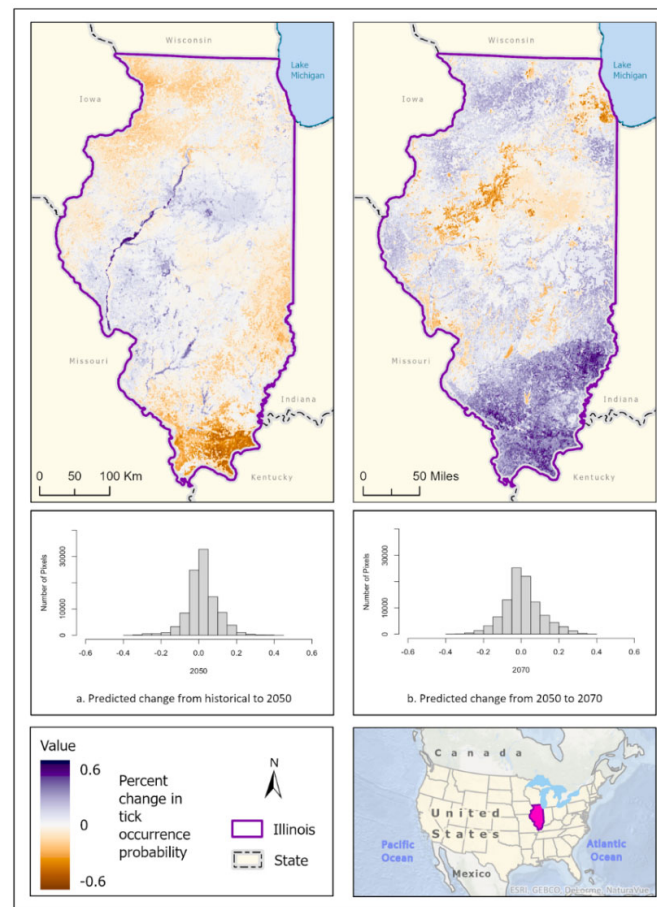 Wisconsin
Lake
Michigan
Iowa
Missouri
Indiana
Kentucky
0 50 100 Km
Wisconsin
Lake
Michigan
Iowa
Missouri
Indiana
Kentucky
0 50 Miles
Number of Pixels
0 10000 30000
-0.6 -0.4 -0.2 0.0 0.2 0.4 0.6
2050
a. Predicted change from historical to 2050
Number of Pixels
0 10000 30000
-0.6 -0.4 -0.2 0.0 0.2 0.4 0.6
2070
b. Predicted change from 2050 to 2070
Value
0.6
0
-0.6
Percent
change in
tick
occurrence
probability
N
Illinois
State
Canada
United
States
Pacific
Ocean
Atlantic
Ocean
Mexico
ESRI, GEBCO, DeLorme, NaturalVue